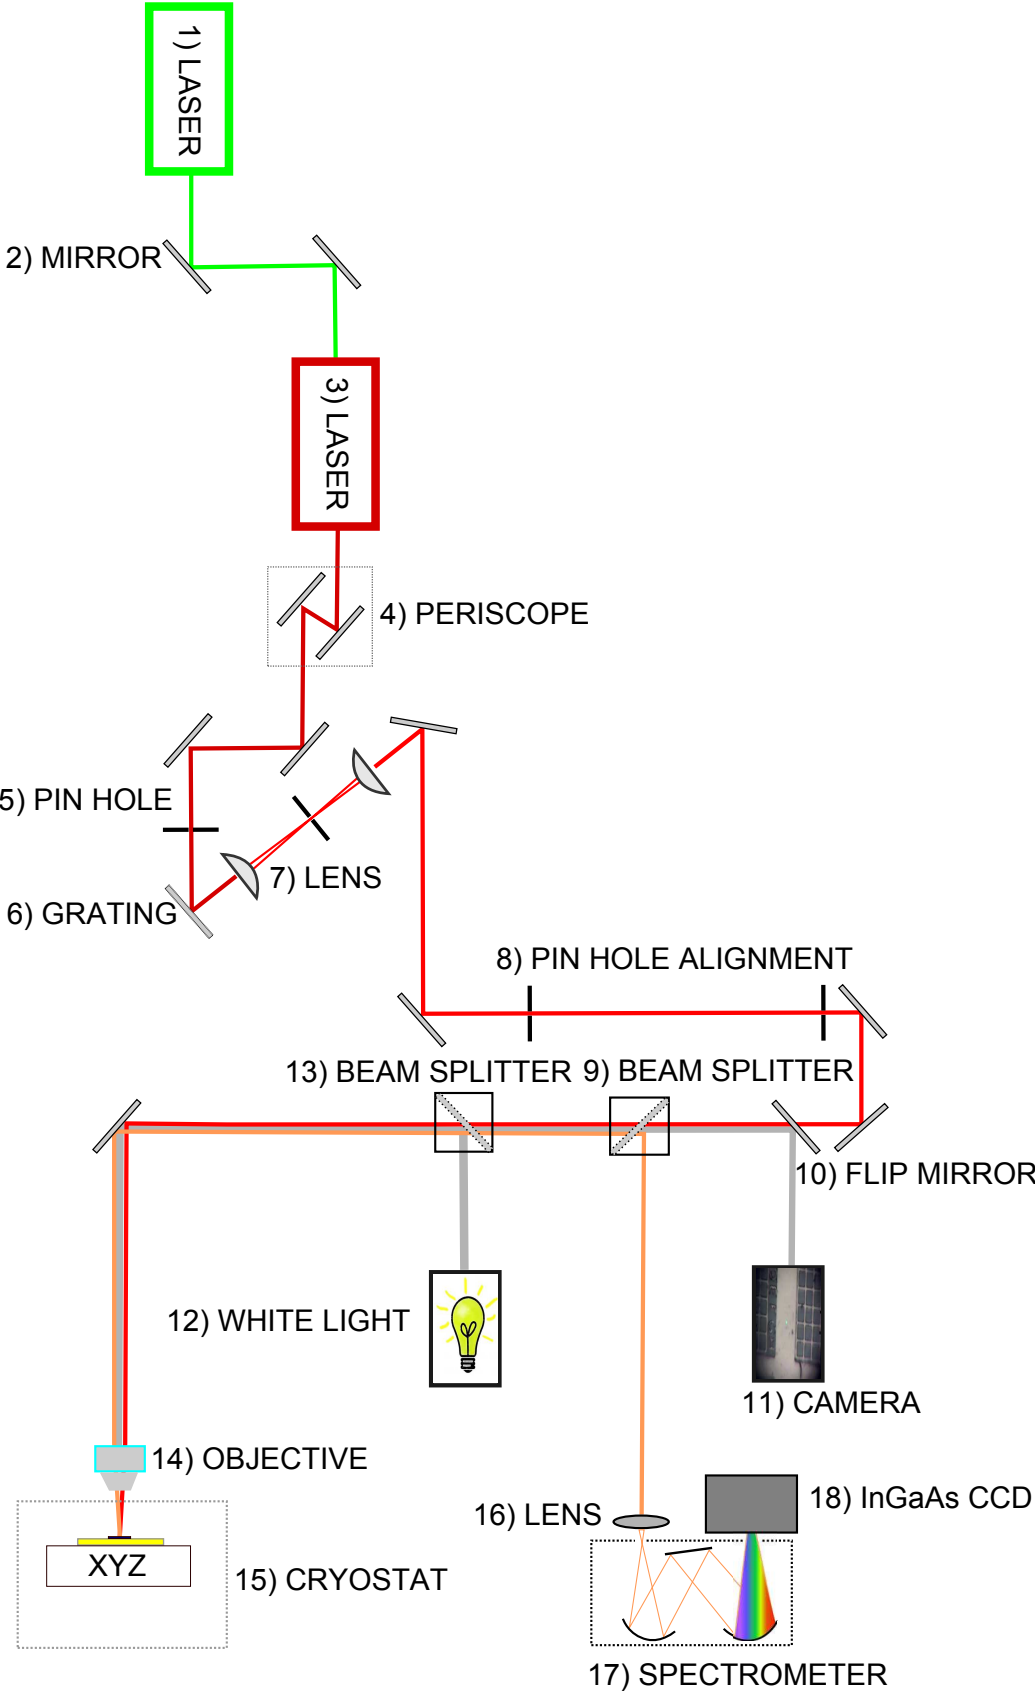 1) LASER
2) MIRROR
3) LASER
4) PERISCOPE
5) PIN HOLE
7) LENS
6) GRATING
8) PIN HOLE ALIGNMENT
13) BEAM SPLITTER
9) BEAM SPLITTER
10) FLIP MIRROR
12) WHITE LIGHT
11) CAMERA
14) OBJECTIVE
18) InGaAs CCD
16) LENS
XYZ
15) CRYOSTAT
17) SPECTROMETER